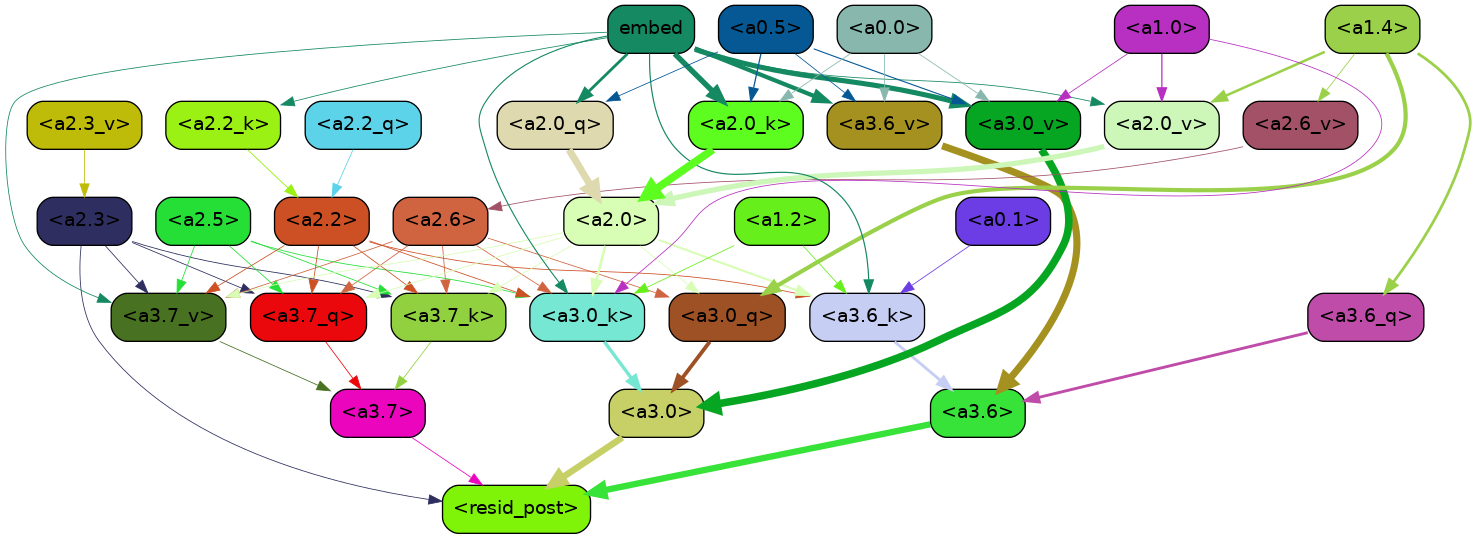 embed <a0.5> <a0.0> <a1.0> <a1.4>
<a2.3_v> <a2.2_k> <a2.2_q> <a2.0_q> <a2.0_k> <a3.6_v> <a3.0_v> <a2.0_v> <a2.6_v>
<a2.3> <a2.5> <a2.2> <a2.6> <a2.0> <a1.2> <a0.1>
<a3.7_v> <a3.7_q> <a3.7_k> <a3.0_k> <a3.0_q> <a3.6_k> <a3.6_q>
<a3.7> <a3.0> <a3.6>
<resid_post>